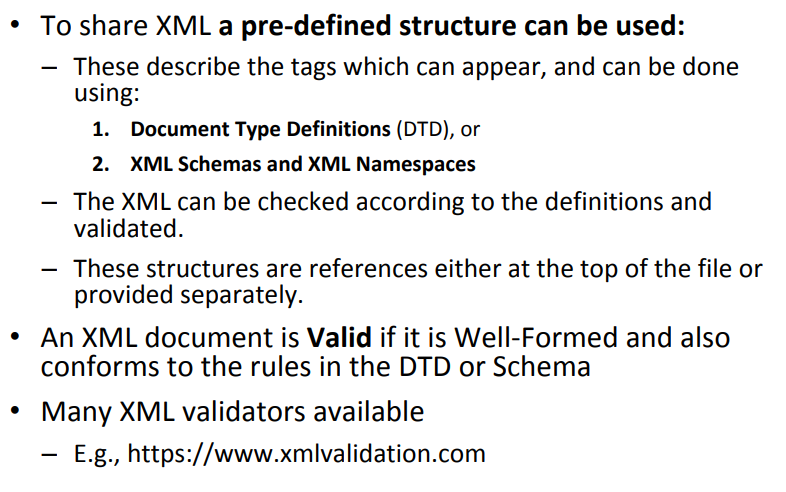 • To share XML a pre-defined structure can be used:
– These describe the tags which can appear, and can be done
using:
1. Document Type Definitions (DTD), or
2. XML Schemas and XML Namespaces
– The XML can be checked according to the definitions and
validated.
– These structures are references either at the top of the file or
provided separately.
• An XML document is Valid if it is Well-Formed and also
conforms to the rules in the DTD or Schema
• Many XML validators available
– E.g., https://www.xmlvalidation.com